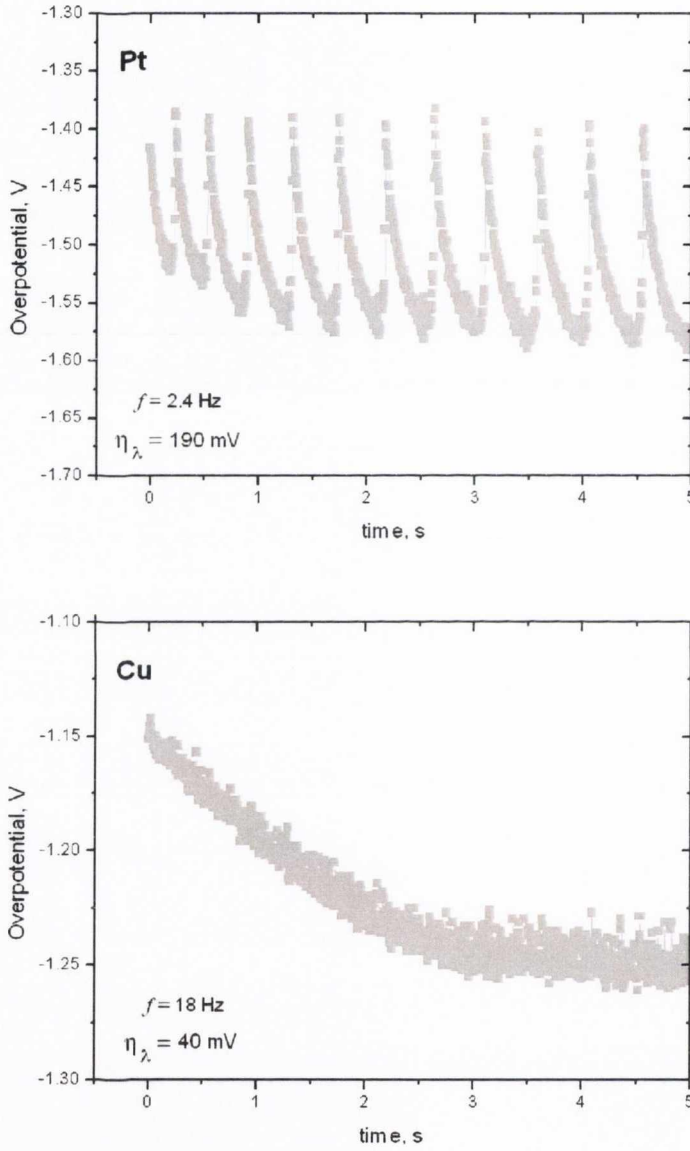 -1.30
-1.35
Pt
-1.40
-1.45
-1.50
-1.55
-1.60
-1.65
-1.70
Overpotential, V
f = 2.4 Hz
η_λ = 190 mV
0 1 2 3 4 5
time, s
-1.10
Cu
-1.15
-1.20
-1.25
-1.30
Overpotential, V
f = 18 Hz
η_λ = 40 mV
0 1 2 3 4 5
time, s